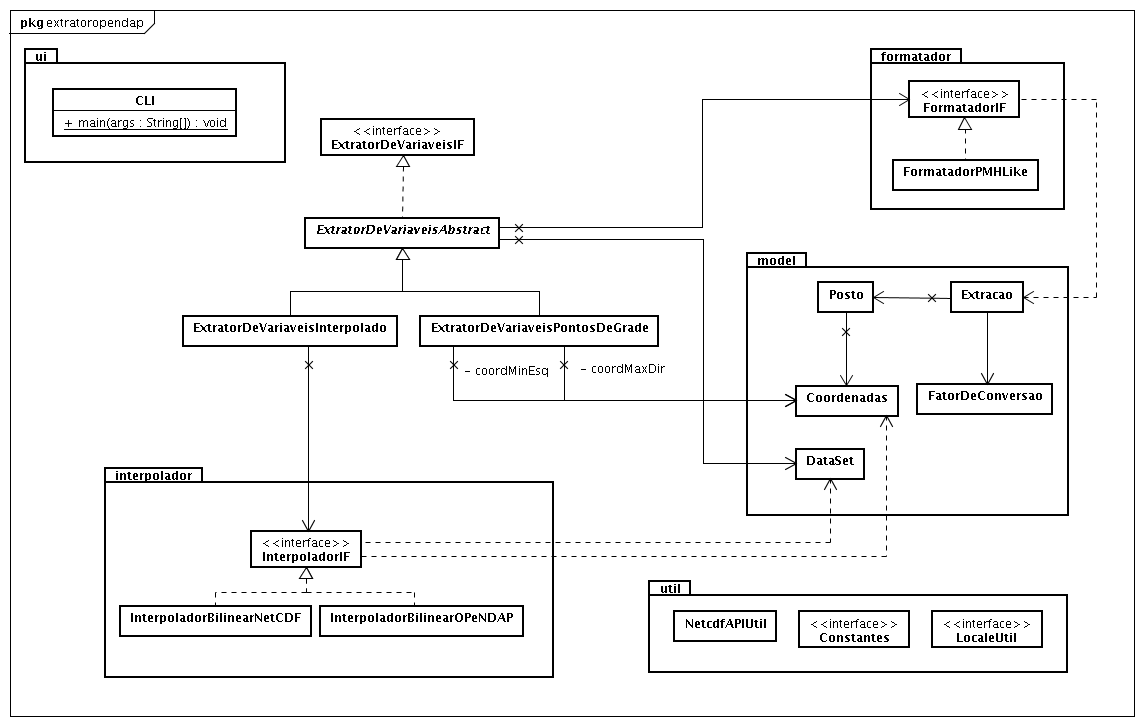 pkg extratoropendap
ui
CLI
+ main(args : String[]) : void
<<interface>>
ExtratorDeVariaveisIF
ExtratorDeVariaveisAbstract
ExtratorDeVariaveisInterpolado
ExtratorDeVariaveisPontosDeGrade
- coordMinEsq
- coordMaxDir
formatador
<<interface>>
FormatadorIF
FormatadorPMHLike
model
Posto
Extracao
Coordenadas
FatorDeConversao
DataSet
interpolador
<<interface>>
InterpoladorIF
InterpoladorBilinearNetCDF
InterpoladorBilinearOPeNDAP
util
NetcdfAPIUtil
<<interface>>
Constantes
<<interface>>
LocaleUtil